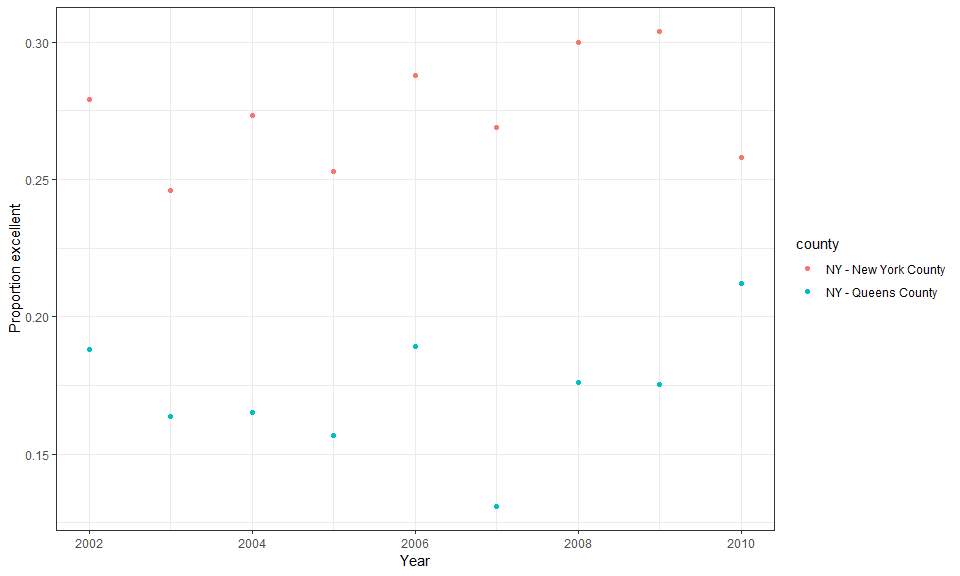 0.30
0.25
0.20
0.15
Proportion excellent
2002 2004 2006 2008 2010
Year
county
NY - New York County
NY - Queens County